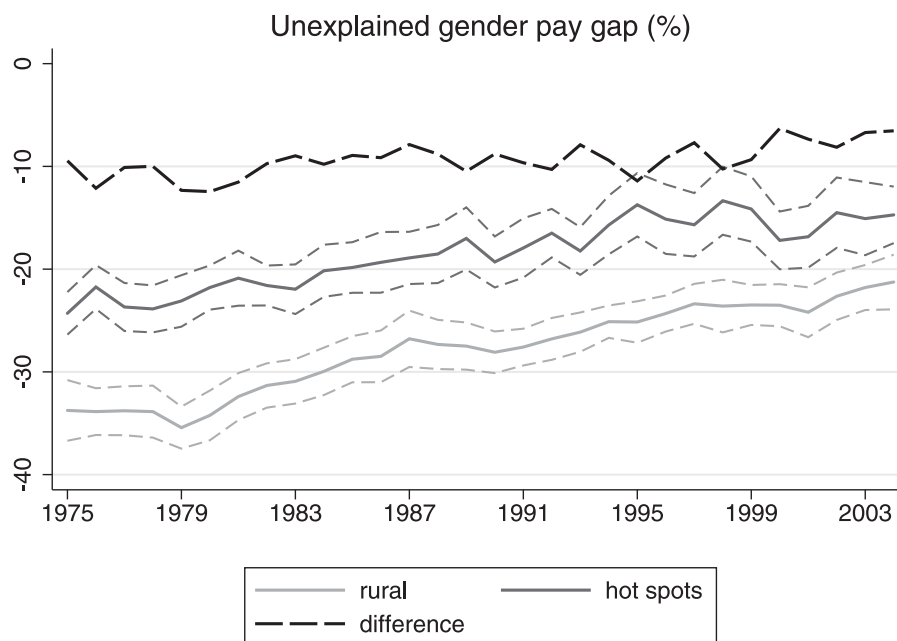 Unexplained gender pay gap (%)
0
-10
-20
-30
-40
1975 1979 1983 1987 1991 1995 1999 2003
rural hot spots
difference